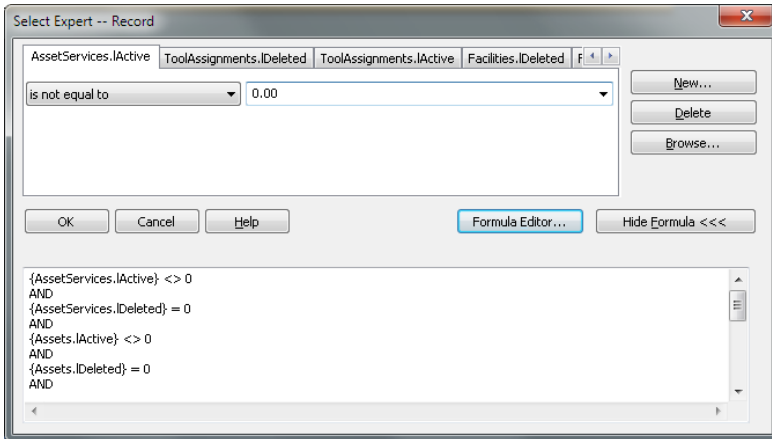 Select Expert -- Record
AssetServices.lActive ToolAssignments.lDeleted ToolAssignments.lActive Facilities.lDeleted F
is not equal to 0.00
New...
Delete
Browse...
OK Cancel Help Formula Editor... Hide Formula <<<
{AssetServices.lActive} <> 0
AND
{AssetServices.lDeleted} = 0
AND
{Assets.lActive} <> 0
AND
{Assets.lDeleted} = 0
AND